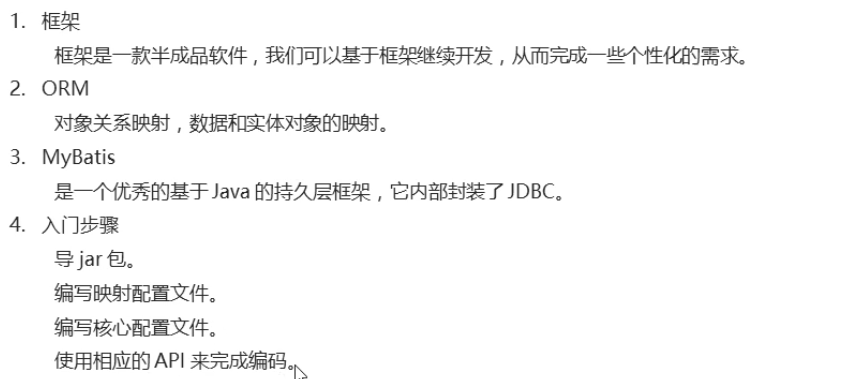 1. 框架
框架是一款半成品软件，我们可以基于框架继续开发，从而完成一些个性化的需求。
2. ORM
对象关系映射，数据和实体对象的映射。
3. MyBatis
是一个优秀的基于 Java 的持久层框架，它内部封装了 JDBC。
4. 入门步骤
导 jar 包。
编写映射配置文件。
编写核心配置文件。
使用相应的 API 来完成编码。